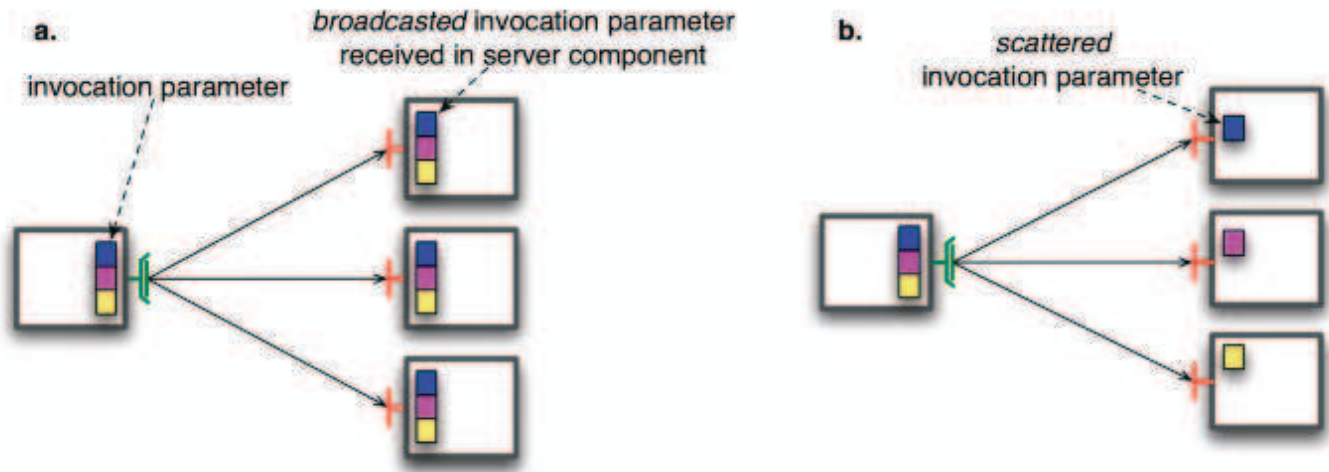 a.
broadcasted invocation parameter
received in server component
invocation parameter
b.
scattered
invocation parameter